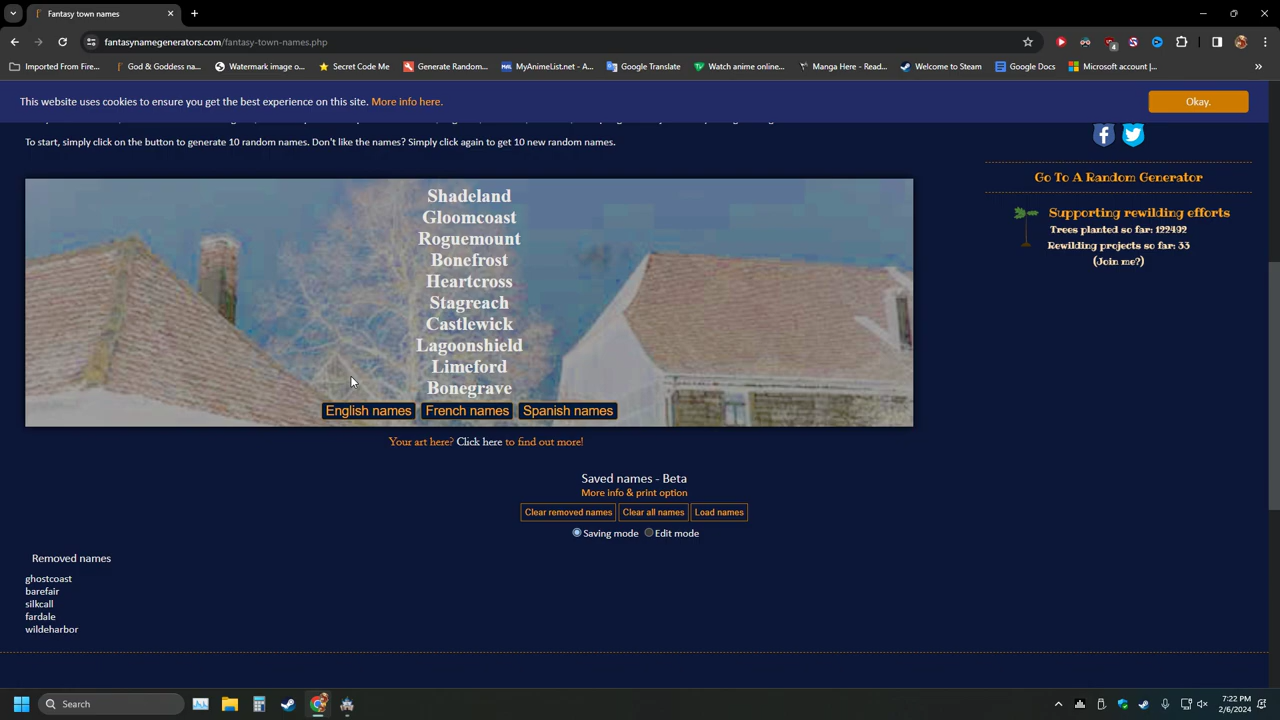 Fantasy town names
fantasynamegenerators.com/fantasy-town-names.php
Imported From Fire...
God & Goddess na...
Watermark image o...
Secret Code Me
Generate Random...
MyAnimeList.net - A...
Google Translate
Watch anime online...
Manga Here - Read...
Welcome to Steam
Google Docs
Microsoft account |...
This website uses cookies to ensure you get the best experience on this site. More info here.
Okay.
To start, simply click on the button to generate 10 random names. Don't like the names? Simply click again to get 10 new random names.
Shadeland
Gloomcoast
Roguemount
Bonefrost
Heartcross
Stagreach
Castlewick
Lagoonshield
Limeford
Bonegrave
English names French names Spanish names
Your art here? Click here to find out more!
Go To A Random Generator
Supporting rewilding efforts
Trees planted so far: 122492
Rewilding projects so far: 33
(Join me?)
Saved names - Beta
More info & print option
Clear removed names Clear all names Load names
Saving mode Edit mode
Removed names
ghostcoast
barefair
silkcall
fardale
wildeharbor
Search
7:22 PM
2/6/2024